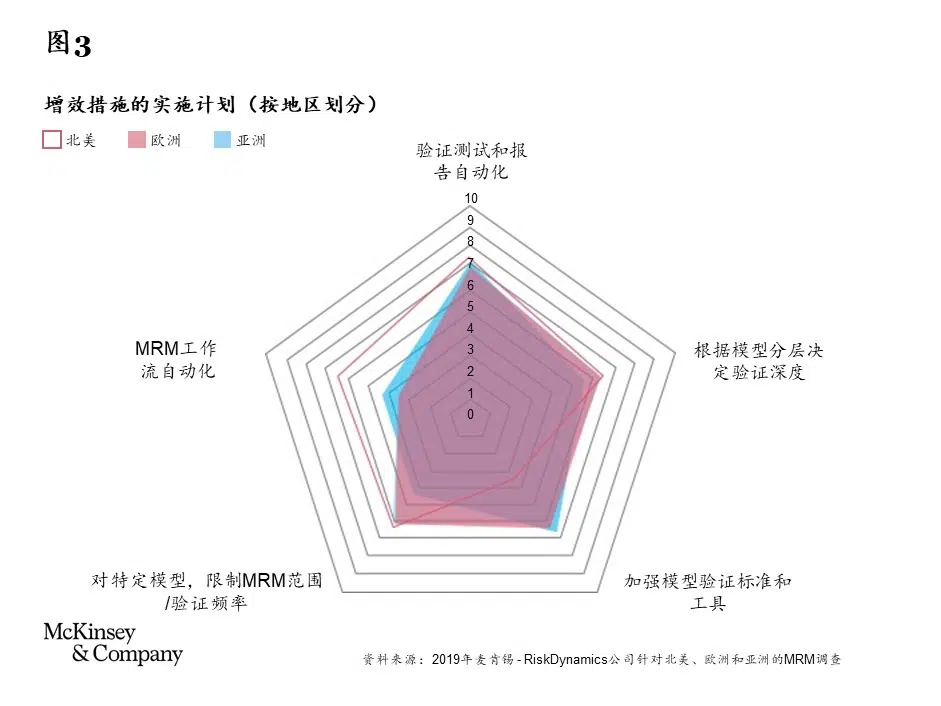 图3
增效措施的实施计划（按地区划分）
北美 欧洲 亚洲
验证测试和报
告自动化
10
9
8
7
6
5
4
3
2
1
0
MRM工作
流自动化
根据模型分层决
定验证深度
对特定模型，限制MRM范围
/验证频率
加强模型验证标准和
工具
McKinsey
& Company
资料来源：2019年麦肯锡 - RiskDynamics公司针对北美、欧洲和亚洲的MRM调查